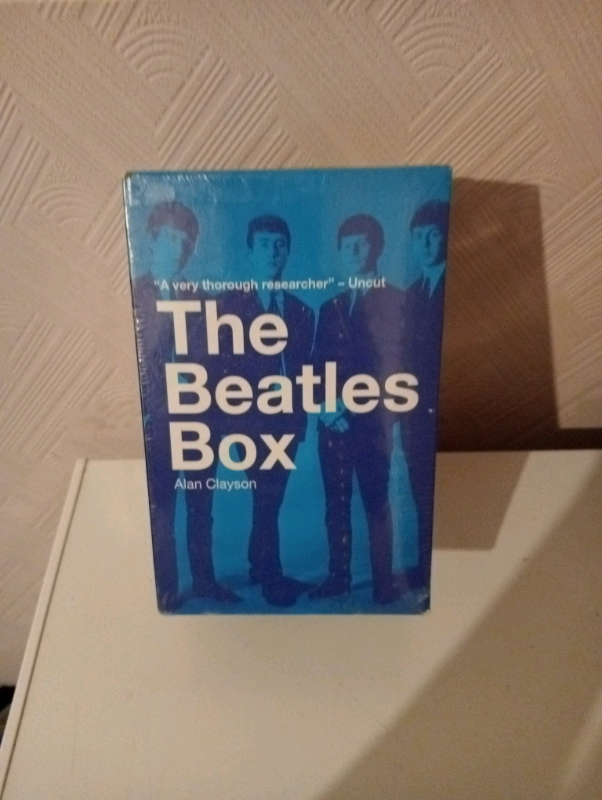 "A very thorough researcher" – Uncut
The
Beatles
Box
Alan Clayson